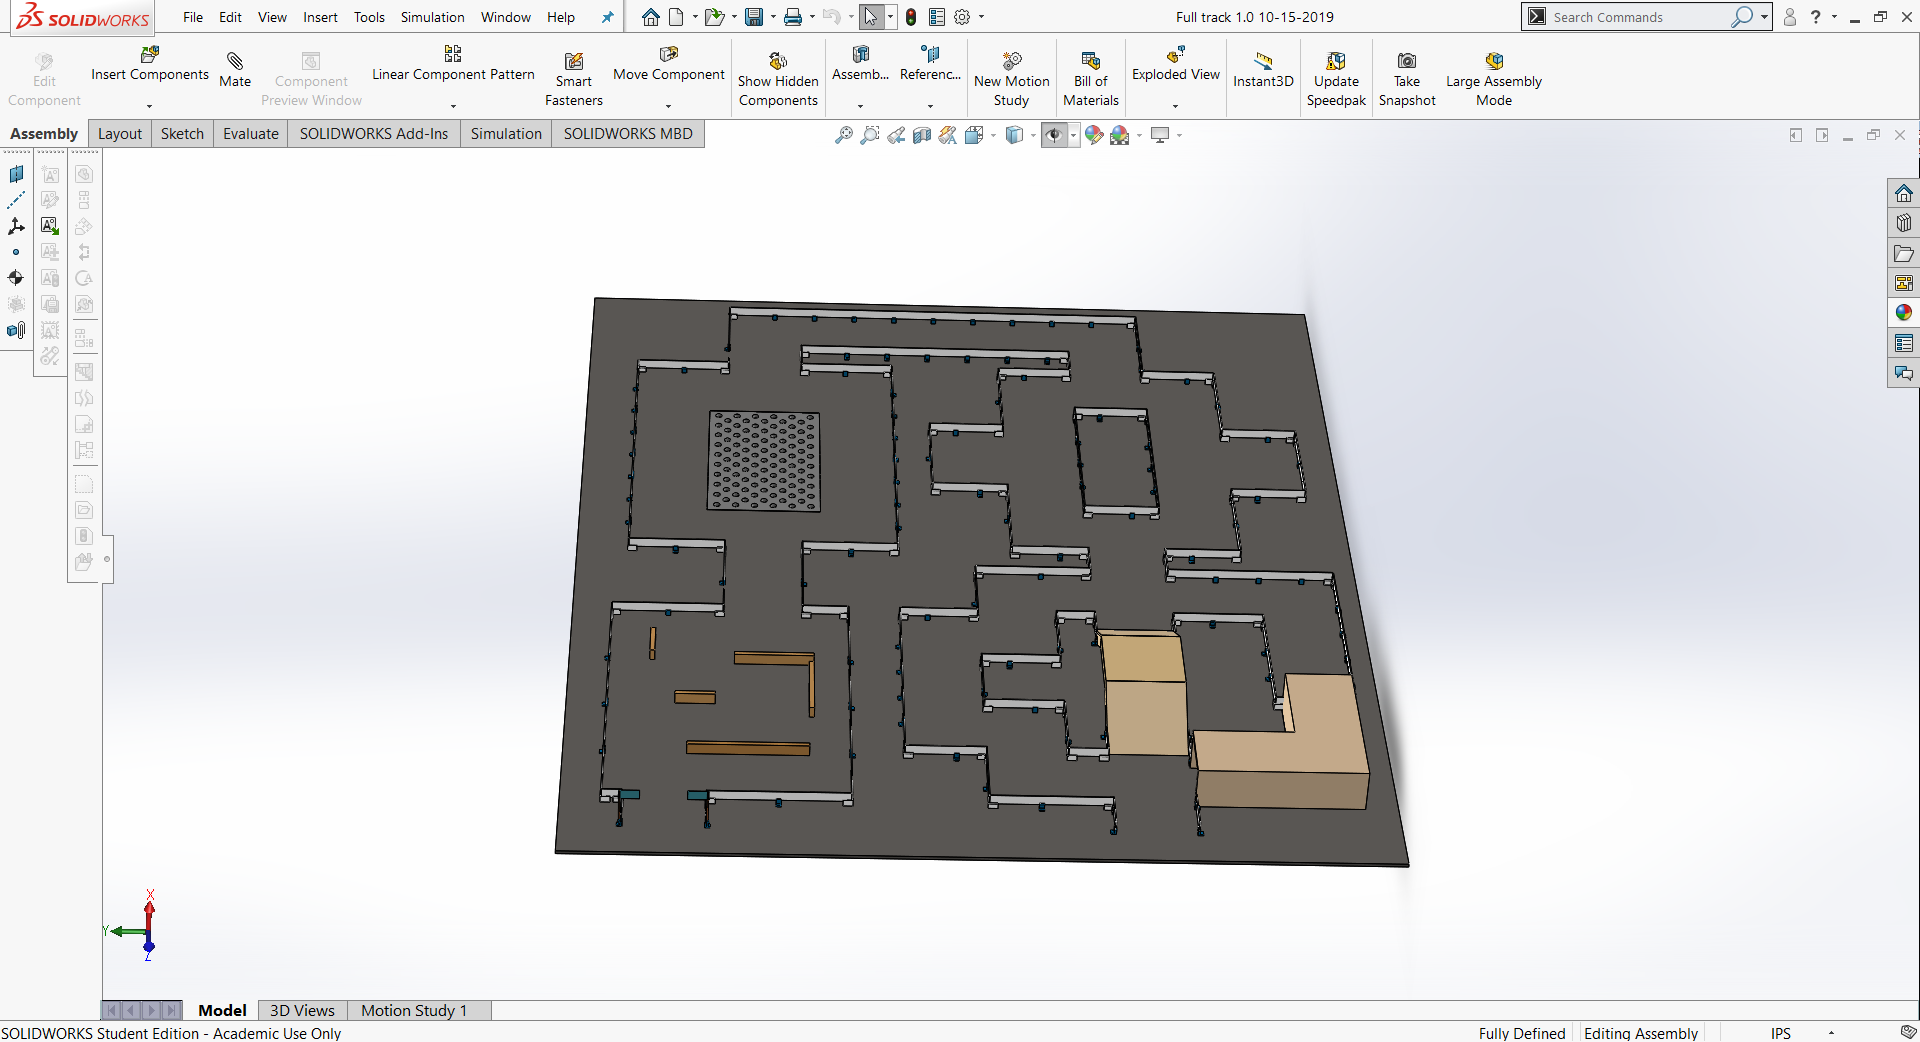 SOLIDWORKS
File Edit View Insert Tools Simulation Window Help
Full track 1.0 10-15-2019
Search Commands
Edit Component
Insert Components
Mate
Component Preview Window
Linear Component Pattern
Smart Fasteners
Move Component
Show Hidden Components
Assemb...
Referenc...
New Motion Study
Bill of Materials
Exploded View
Instant3D
Update Speedpak
Take Snapshot
Large Assembly Mode
Assembly Layout Sketch Evaluate SOLIDWORKS Add-Ins Simulation SOLIDWORKS MBD
X
Y
Z
Model 3D Views Motion Study 1
SOLIDWORKS Student Edition - Academic Use Only
Fully Defined Editing Assembly IPS